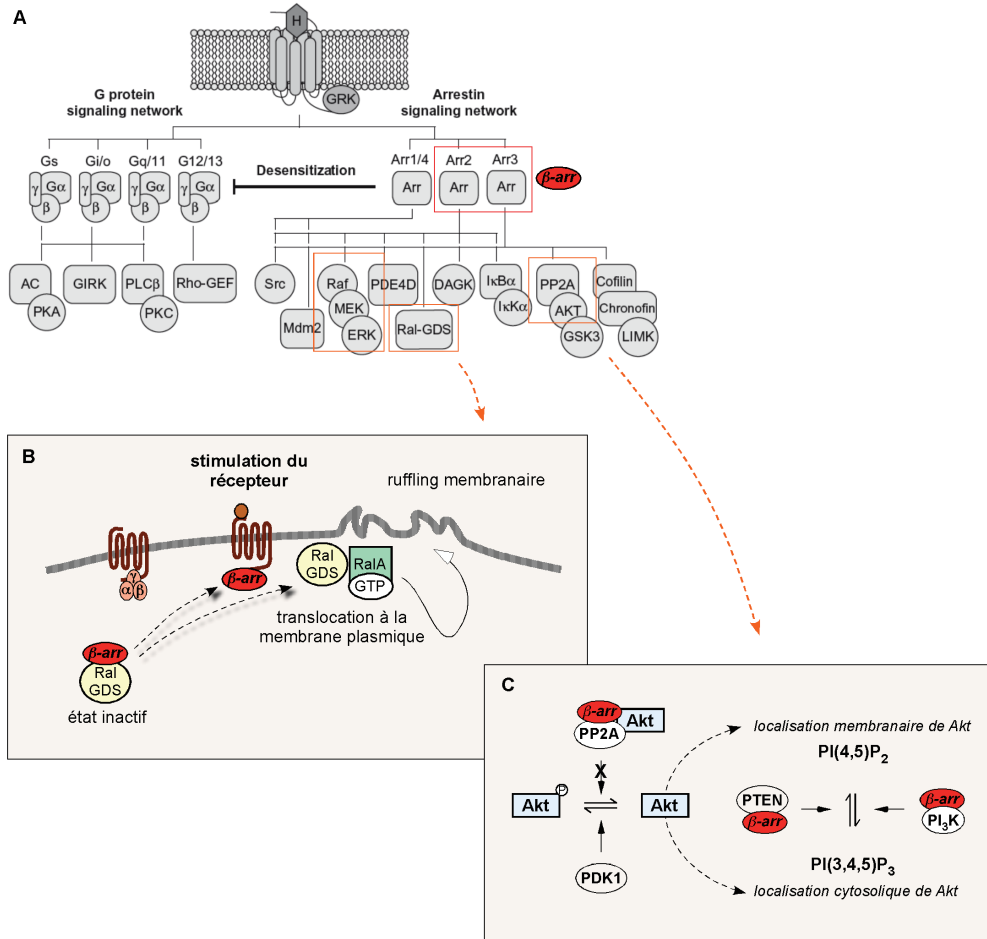 A
H
GRK
G protein
signaling network
Arrestin
signaling network
Gs Gi/o Qq/11 G12/13
γ Gα β γ Gα β γ Gα β γ Gα β
Desensitization
Arr1/4 Arr2 Arr3
Arr Arr Arr
β-arr
AC PKA
GIRK
PLCβ PKC
Rho-GEF
Src
Mdm2
Raf MEK ERK
PDE4D
Ral-GDS
DAGK
IκBα IκKα
PP2A AKT GSK3
Cofilin Chronofin LIMK
B
stimulation du
récepteur
ruffling membranaire
γ
α β
β-arr
Ral
GDS
RalA
GTP
translocation à la
membrane plasmique
β-arr
Ral
GDS
état inactif
C
β-arr
PP2A
Akt
X
Akt
P
Akt
PDK1
localisation membranaire de Akt
PI(4,5)P2
PTEN
β-arr
β-arr
PI3K
PI(3,4,5)P3
localisation cytosolique de Akt